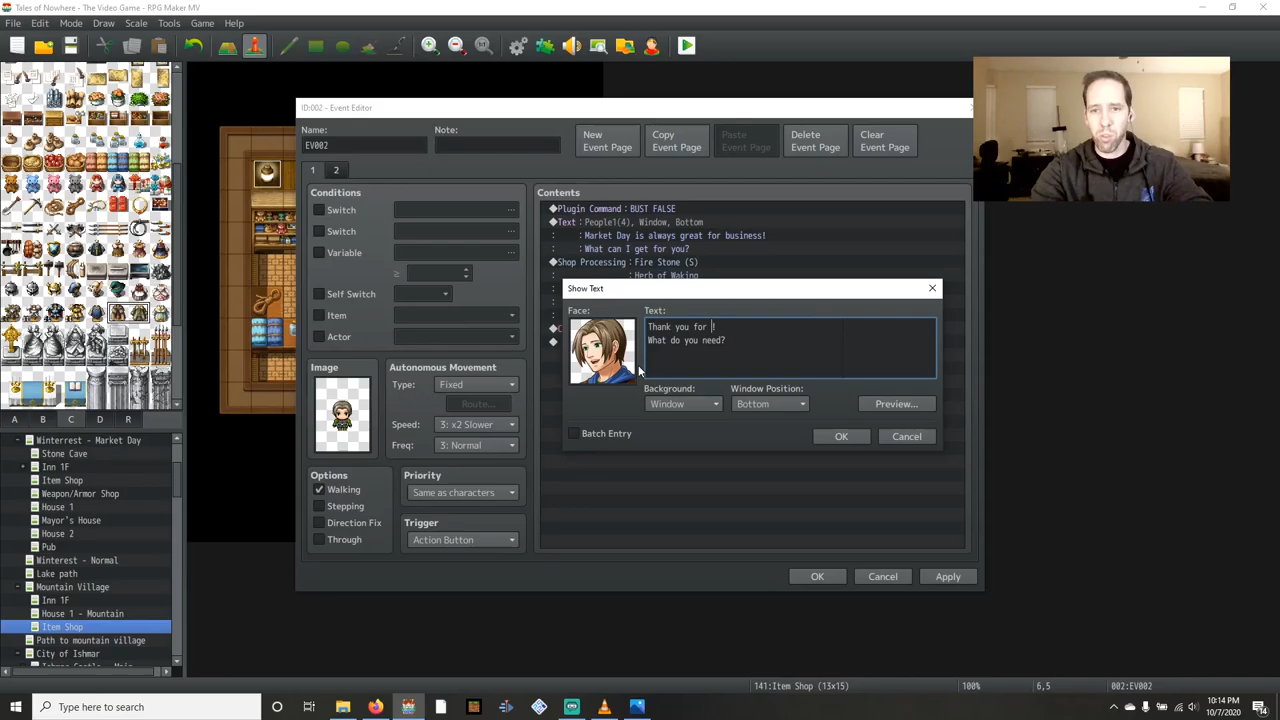 Tales of Nowhere - The Video Game - RPG Maker MV
File Edit Mode Draw Scale Tools Game Help
ID:002 - Event Editor
Name:
EV002
Note:
New Event Page
Copy Event Page
Paste Event Page
Delete Event Page
Clear Event Page
1 2
Conditions
Switch
Switch
Variable
≥
Self Switch
Item
Actor
Image
Autonomous Movement
Type: Fixed
Route...
Speed: 3: x2 Slower
Freq: 3: Normal
Options
Walking
Stepping
Direction Fix
Through
Priority
Same as characters
Trigger
Action Button
Contents
◆Plugin Command : BUST FALSE
◆Text : People1(4), Window, Bottom
: : Market Day is always great for business!
: : What can I get for you?
◆Shop Processing : Fire Stone (S)
: : Herb of Waking
Show Text
Face:
Text:
Thank you for !
What do you need?
Background:
Window
Window Position:
Bottom
Preview...
Batch Entry
OK Cancel
OK Cancel Apply
A B C D R
Winterrest - Market Day
Stone Cave
Inn 1F
Item Shop
Weapon/Armor Shop
House 1
Mayor's House
House 2
Pub
Winterest - Normal
Lake path
Mountain Village
Inn 1F
House 1 - Mountain
Item Shop
Path to mountain village
City of Ishmar
141:Item Shop (13x15) 100% 6,5 002:EV002
Type here to search
10:14 PM
10/7/2020